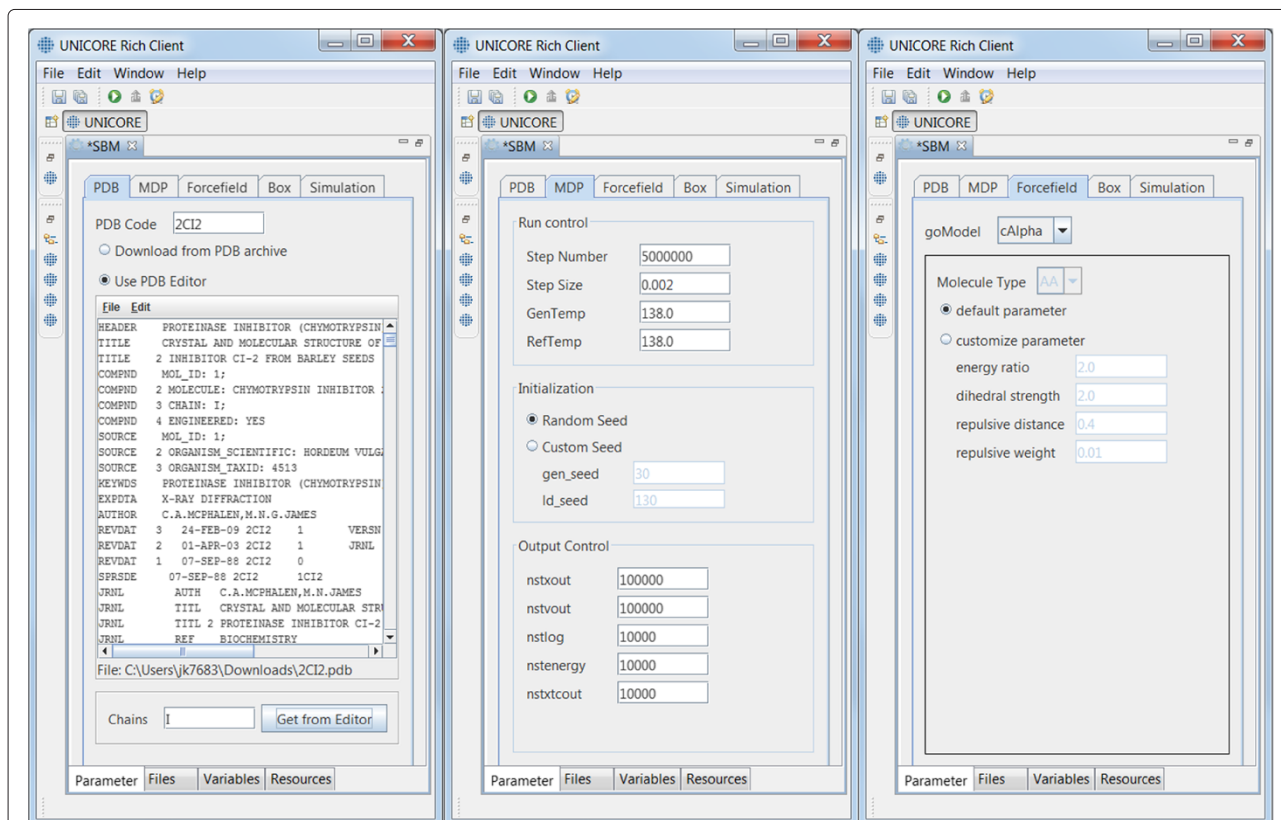 UNICORE Rich Client
File Edit Window Help
UNICORE
*SBM
PDB MDP Forcefield Box Simulation
PDB Code 2CI2
Download from PDB archive
Use PDB Editor
File Edit
HEADER PROTEINASE INHIBITOR (CHYMOTRYPSIN
TITLE CRYSTAL AND MOLECULAR STRUCTURE OF
TITLE 2 INHIBITOR CI-2 FROM BARLEY SEEDS
COMPND MOL_ID: 1;
COMPND 2 MOLECULE: CHYMOTRYPSIN INHIBITOR
COMPND 3 CHAIN: I;
COMPND 4 ENGINEERED: YES
SOURCE MOL_ID: 1;
SOURCE 2 ORGANISM_SCIENTIFIC: HORDEUM VULGA
SOURCE 3 ORGANISM_TAXID: 4513
KEYWDS PROTEINASE INHIBITOR (CHYMOTRYPSIN
EXPDTA X-RAY DIFFRACTION
AUTHOR C.A.MCPHALEN,M.N.G.JAMES
REVDAT 3 24-FEB-09 2CI2 1 VERSN
REVDAT 2 01-APR-03 2CI2 1 JRNL
REVDAT 1 07-SEP-88 2CI2 0
SPRSDE 07-SEP-88 2CI2 1CI2
JRNL AUTH C.A.MCPHALEN,M.N.JAMES
JRNL TITL CRYSTAL AND MOLECULAR STRU
JRNL TITL 2 PROTEINASE INHIBITOR CI-2
JRNL REF BIOCHEMISTRY
File: C:\Users\jk7683\Downloads\2CI2.pdb
Chains I Get from Editor
Parameter Files Variables Resources
UNICORE Rich Client
File Edit Window Help
UNICORE
*SBM
PDB MDP Forcefield Box Simulation
Run control
Step Number 5000000
Step Size 0.002
GenTemp 138.0
RefTemp 138.0
Initialization
Random Seed
Custom Seed
gen_seed 30
ld_seed 130
Output Control
nstxout 100000
nstvout 100000
nstlog 10000
nstenergy 10000
nstxtcout 10000
Parameter Files Variables Resources
UNICORE Rich Client
File Edit Window Help
UNICORE
*SBM
PDB MDP Forcefield Box Simulation
goModel cAlpha
Molecule Type AA
default parameter
customize parameter
energy ratio 2.0
dihedral strength 2.0
repulsive distance 0.4
repulsive weight 0.01
Parameter Files Variables Resources